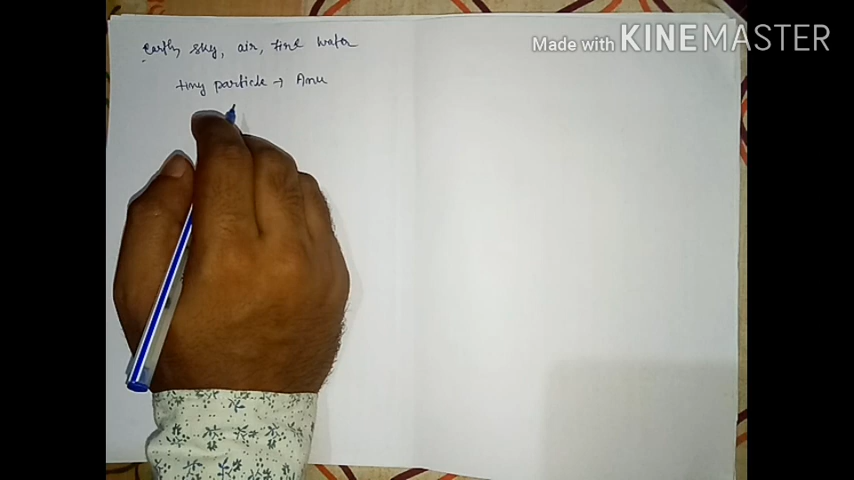 Earth, sky, air, fire water
tiny particle → Anu
Made with KINEMASTER